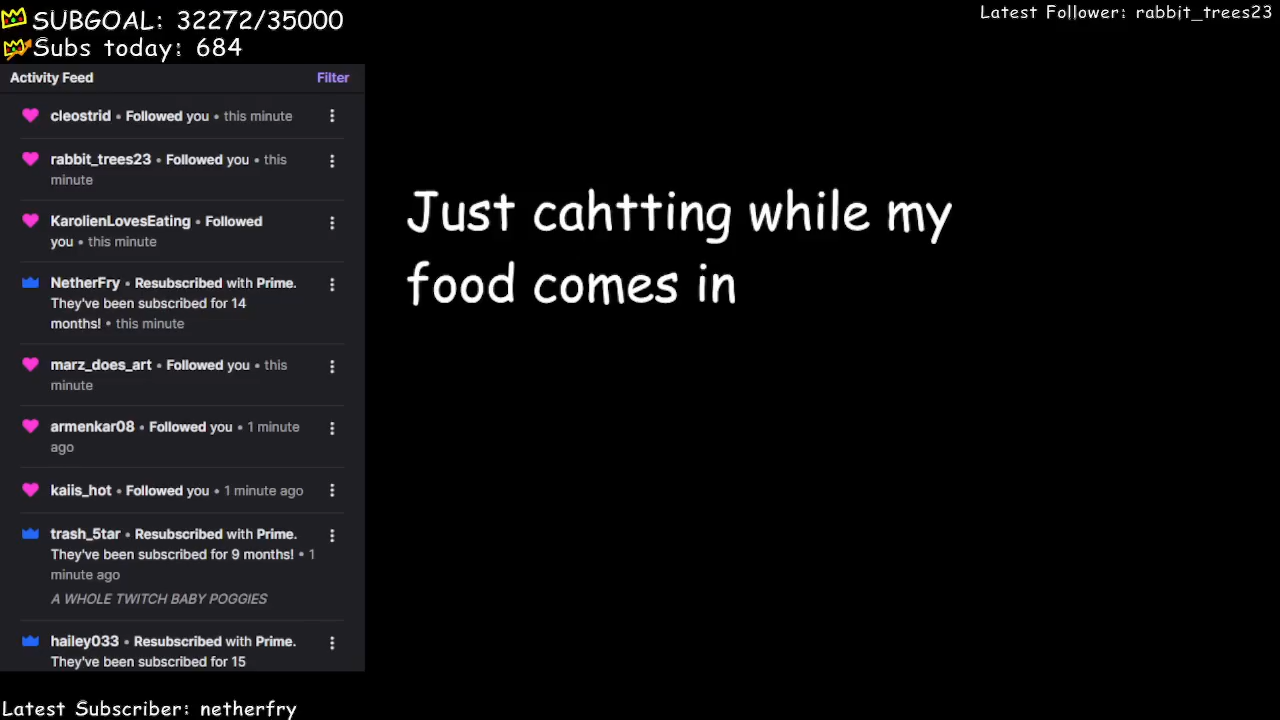 SUBGOAL: 32272/35000
Subs today: 684
Latest Follower: rabbit_trees23
Activity Feed
Filter
cleostrid • Followed you • this minute
rabbit_trees23 • Followed you • this
minute
KarolienLovesEating • Followed
you • this minute
NetherFry • Resubscribed with Prime.
They've been subscribed for 14
months! • this minute
marz_does_art • Followed you • this
minute
armenkar08 • Followed you • 1 minute
ago
kaiis_hot • Followed you • 1 minute ago
trash_5tar • Resubscribed with Prime.
They've been subscribed for 9 months! • 1
minute ago
A WHOLE TWITCH BABY POGGIES
hailey033 • Resubscribed with Prime.
They've been subscribed for 15
Just cahtting while my
food comes in
Latest Subscriber: netherfry